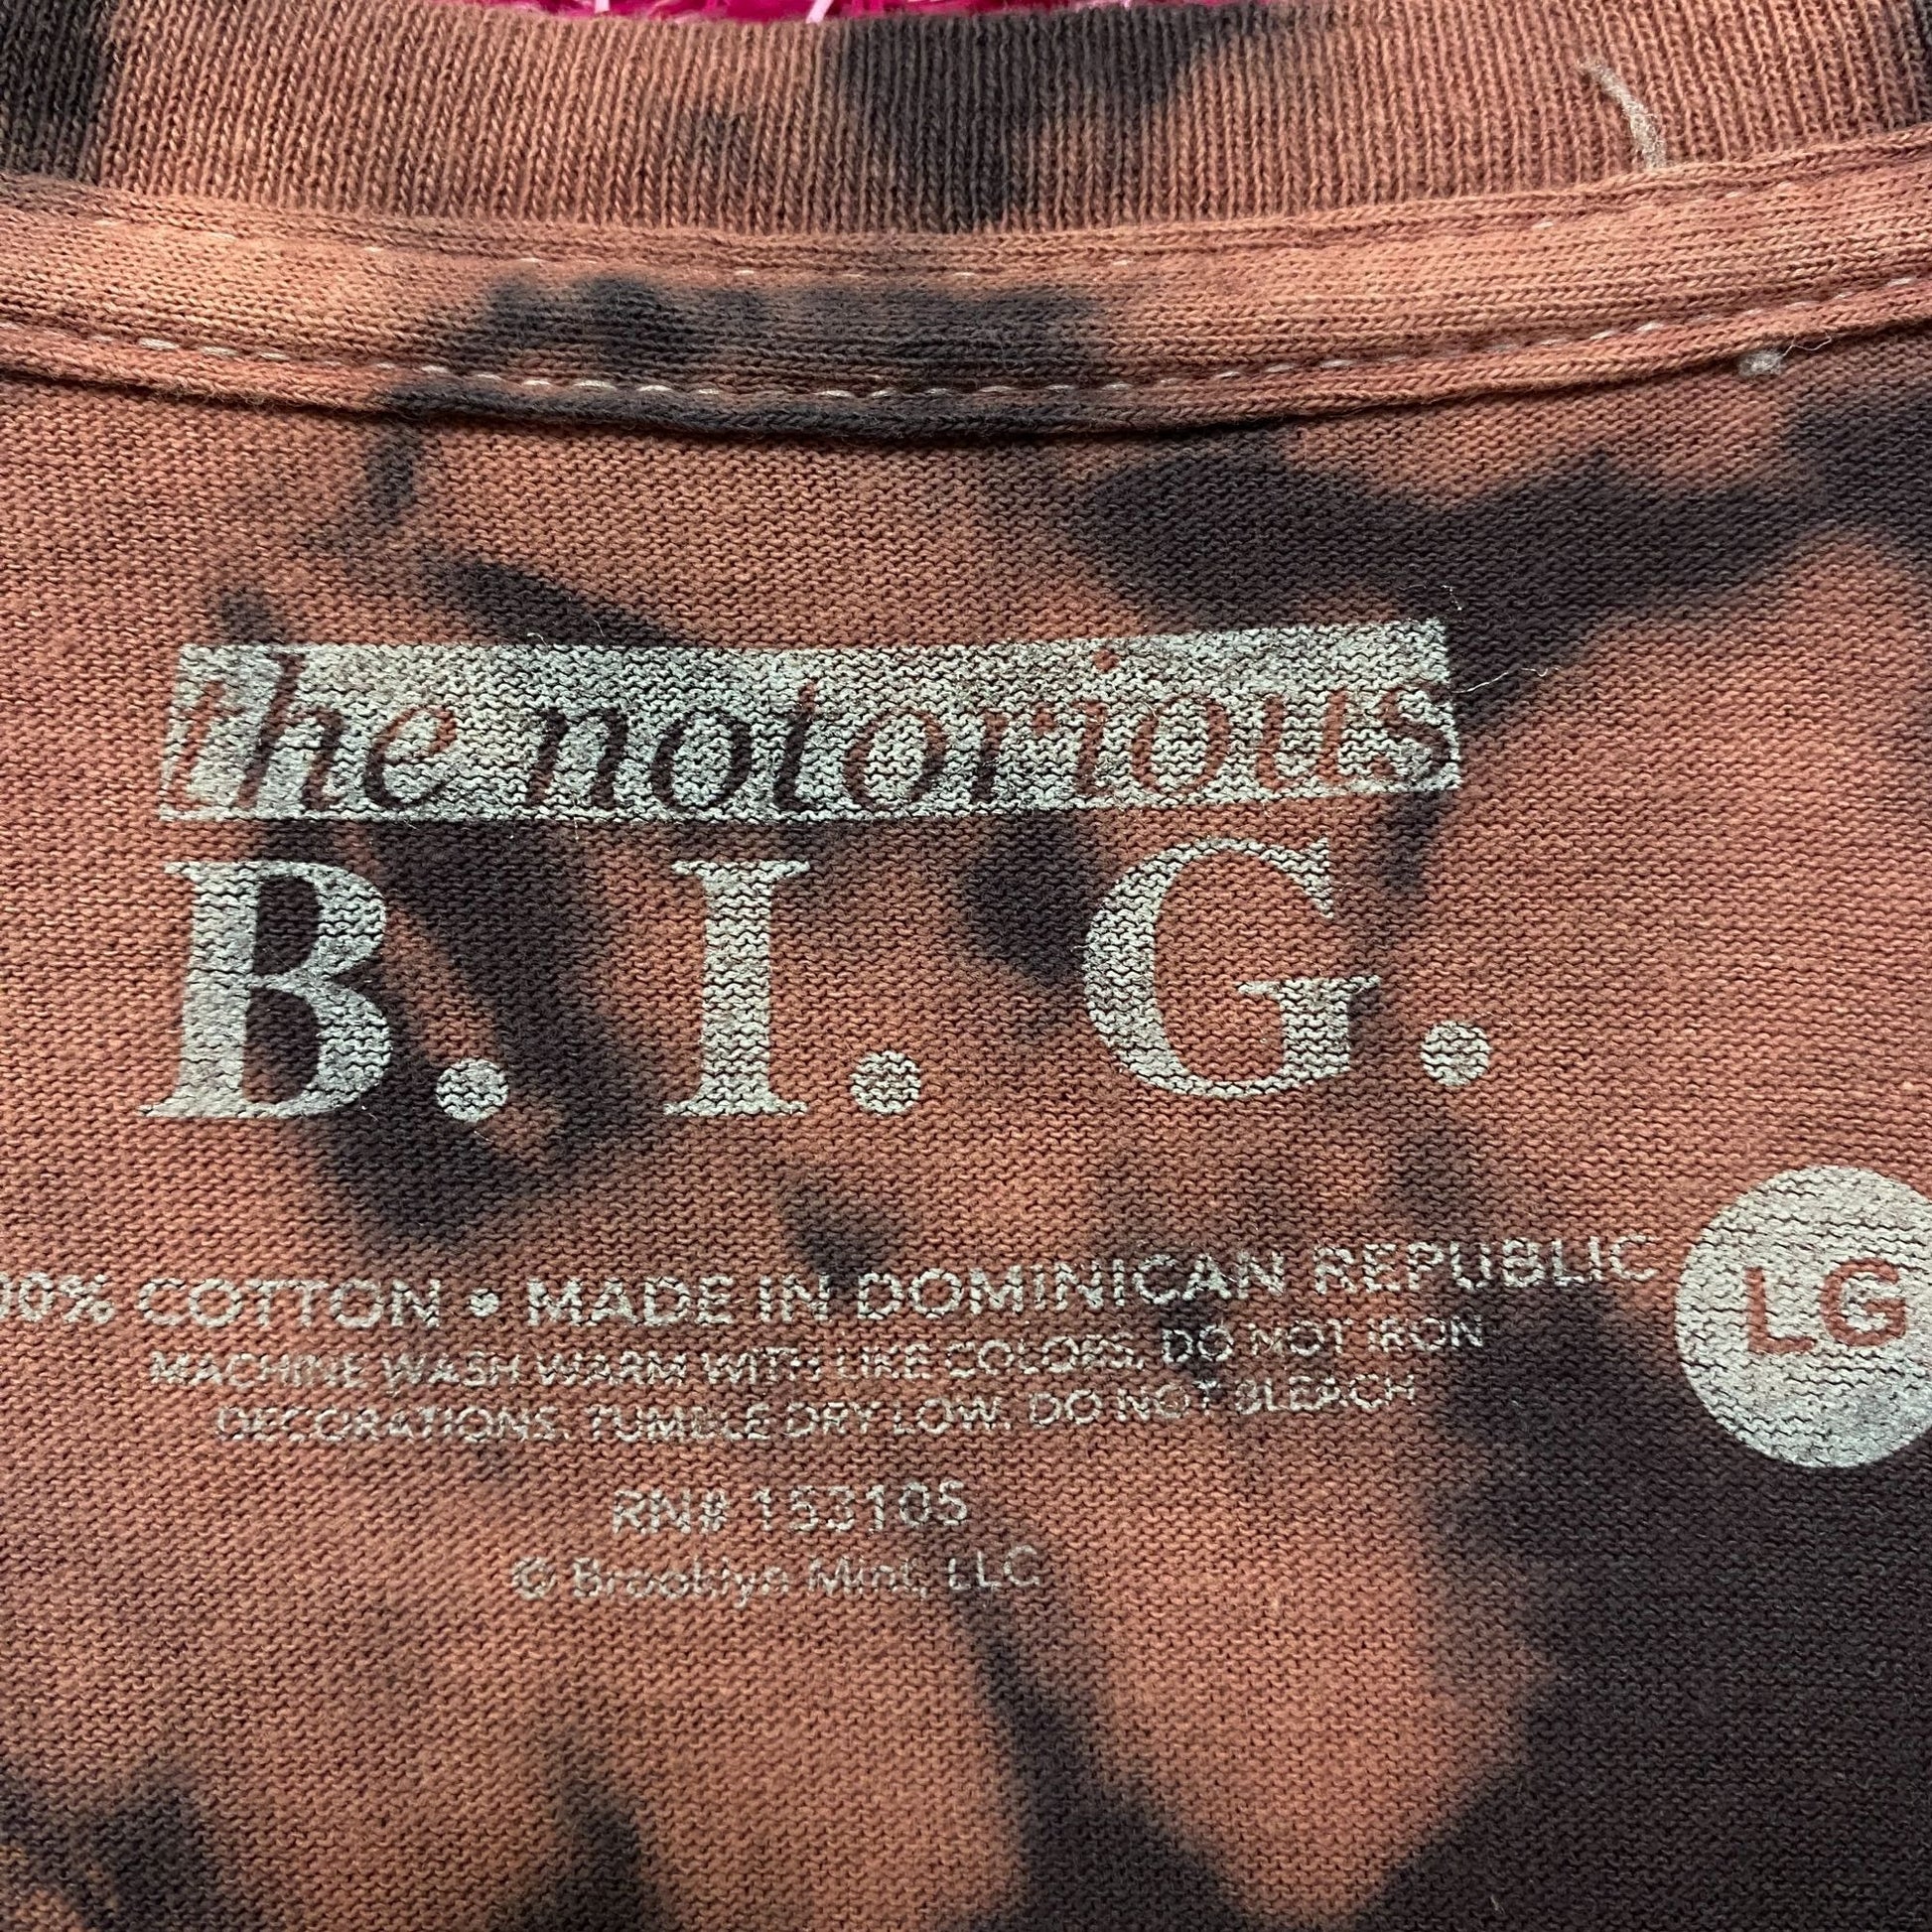 the notorious
B. I. G.
00% COTTON • MADE IN DOMINICAN REPUBLIC
LG
MACHINE WASH WARM WITH LIKE COLORS. DO NOT IRON
DECORATIONS. TUMBLE DRY LOW. DO NOT BLEACH
RN# 153105
© Brooklyn Mint, LLC